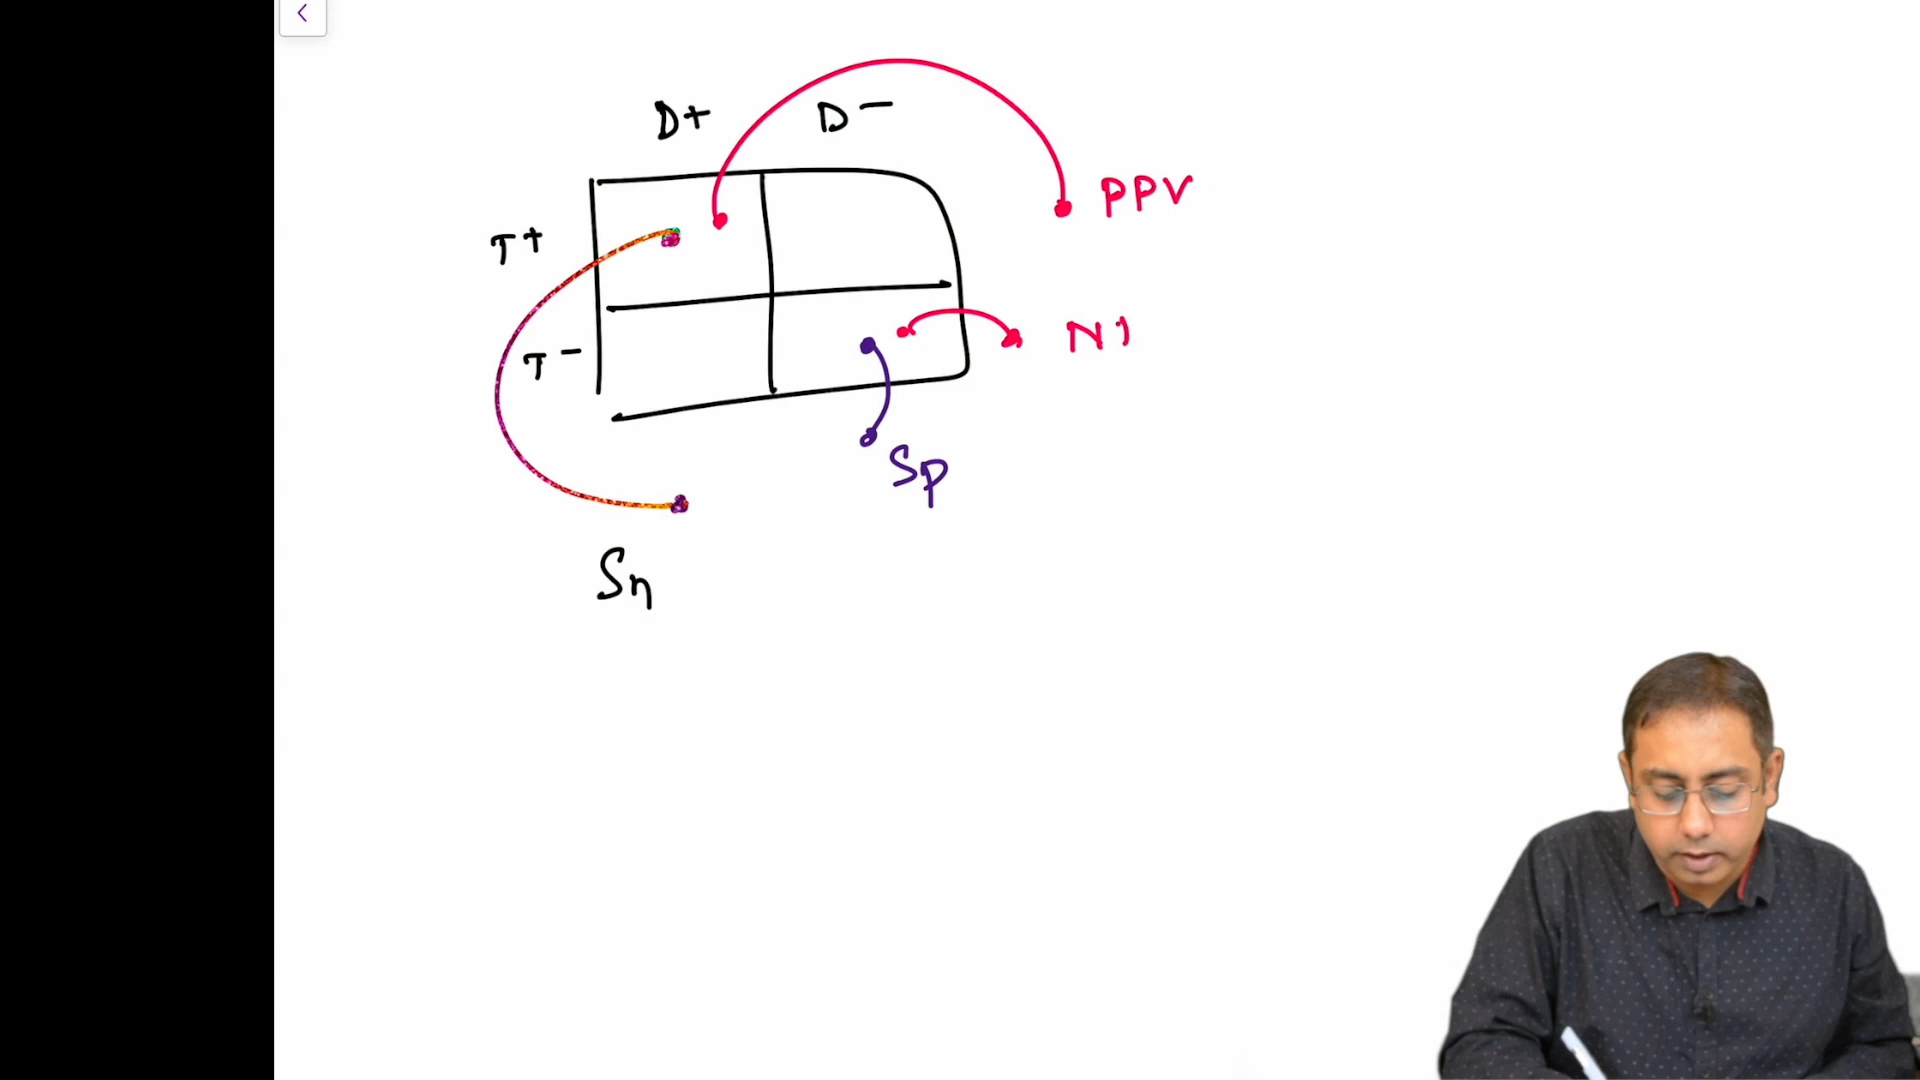 D+ D-
PPV
T+
T-
N
Sp
Sn